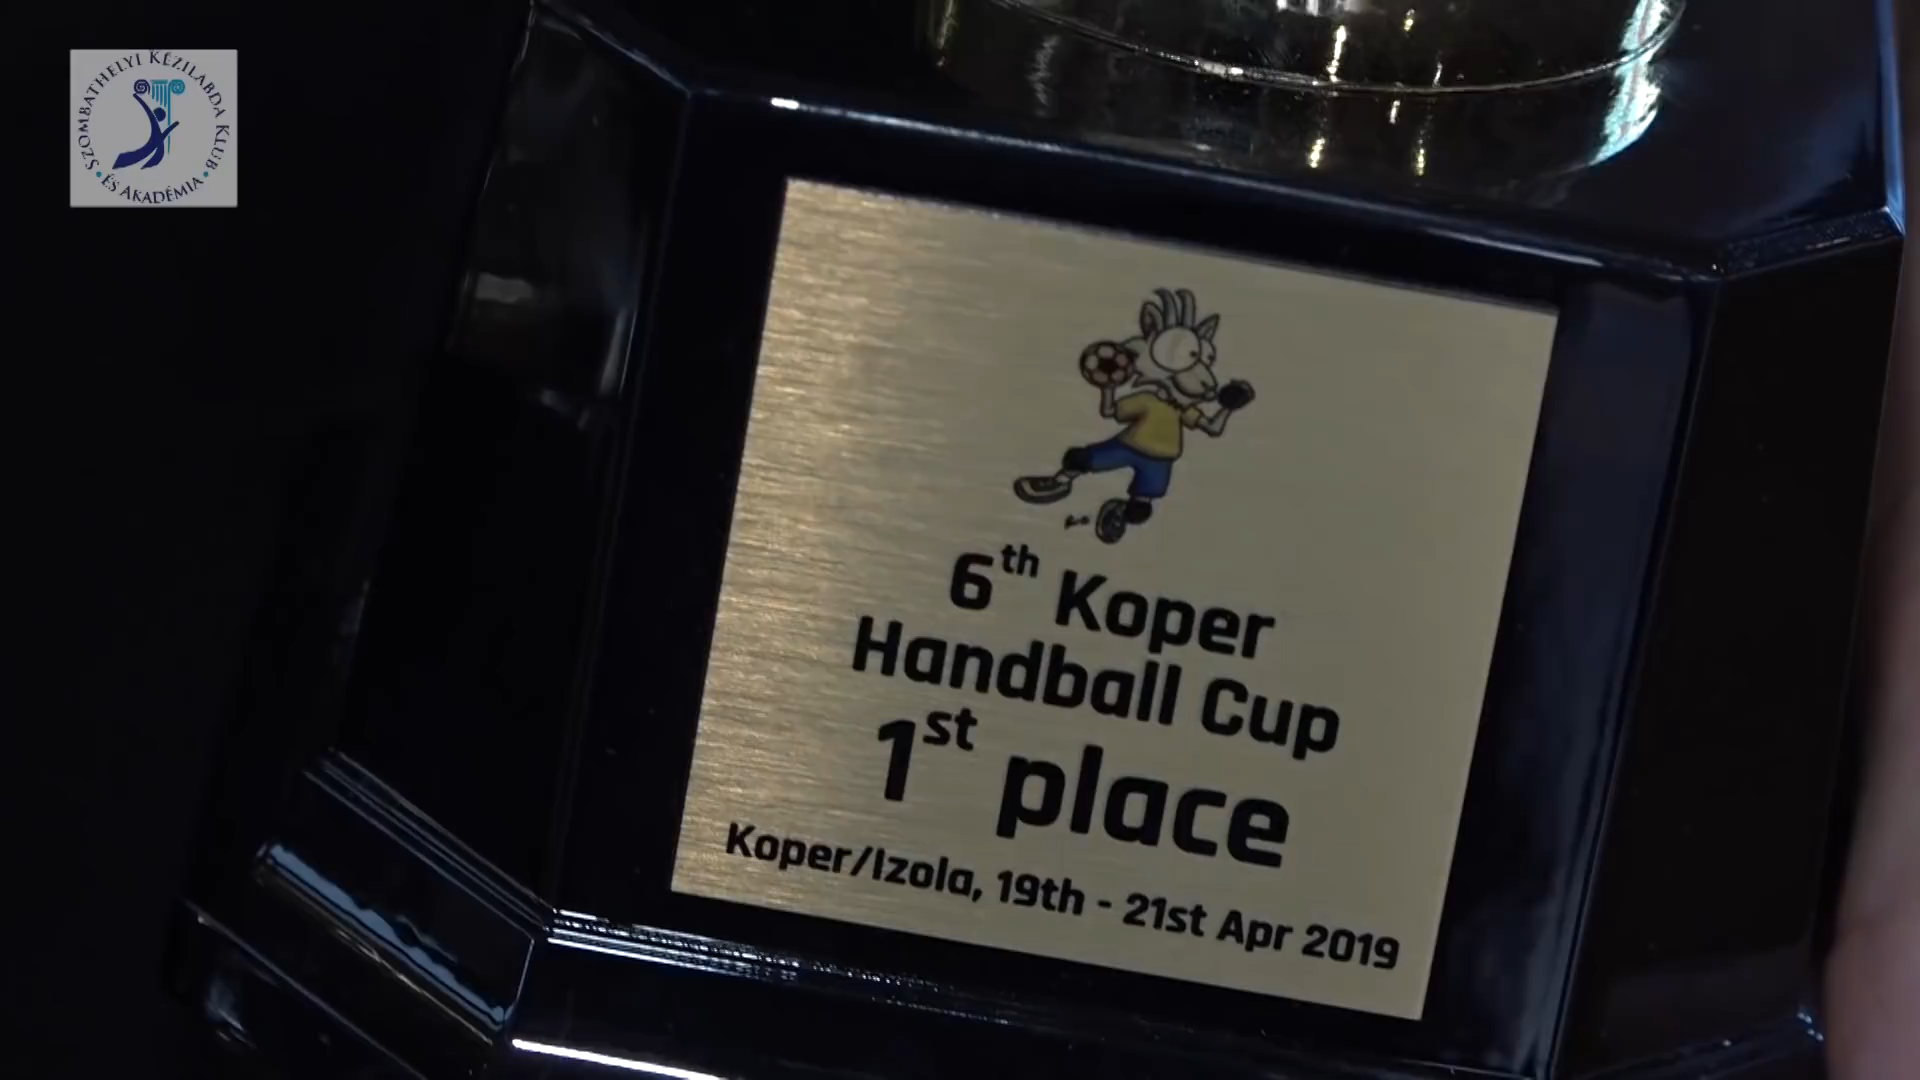 SZOMBATHELYI KÉZILABDA KLUB
• ÉS AKADÉMIA •
6th Koper
Handball Cup
1st place
Koper/Izola, 19th - 21st Apr 2019